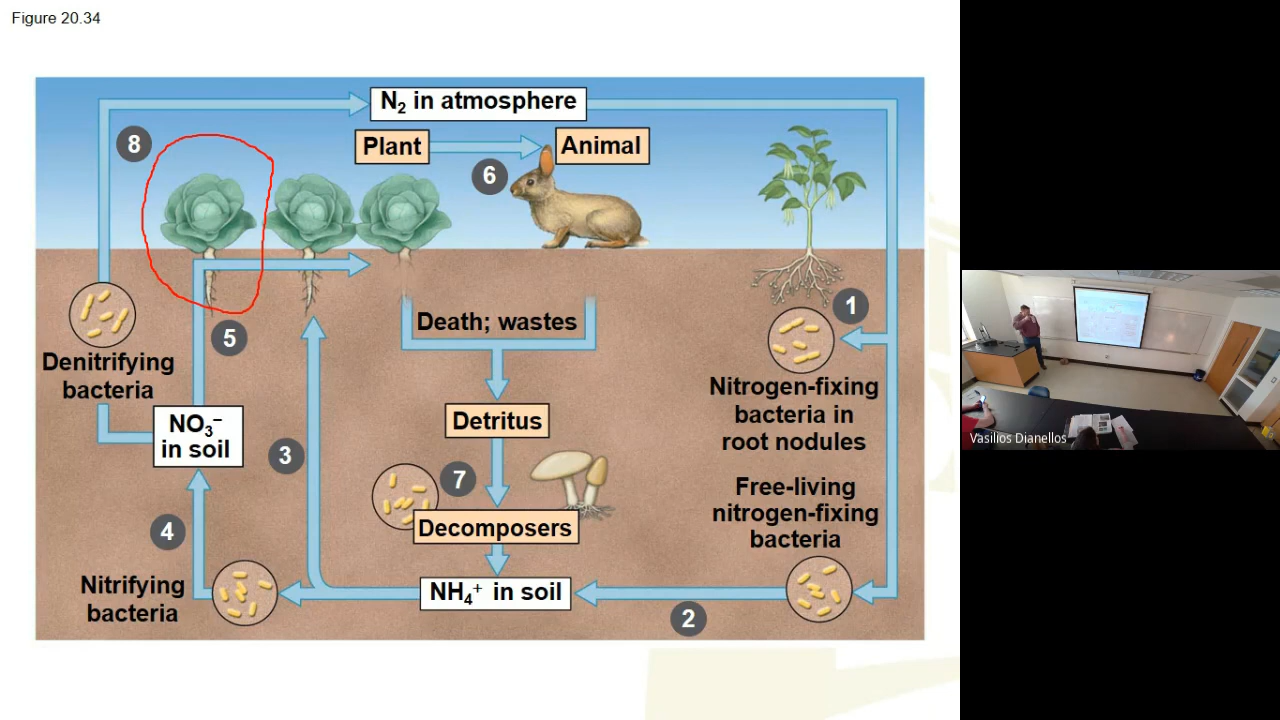 Figure 20.34
N₂ in atmosphere
8
Plant
Animal
6
5
1
Death; wastes
Denitrifying
bacteria
Nitrogen-fixing
bacteria in
root nodules
NO₃⁻
in soil
Detritus
3
7
Free-living
nitrogen-fixing
bacteria
4
Decomposers
Nitrifying
bacteria
NH₄⁺ in soil
2
Vasilios Dianellos